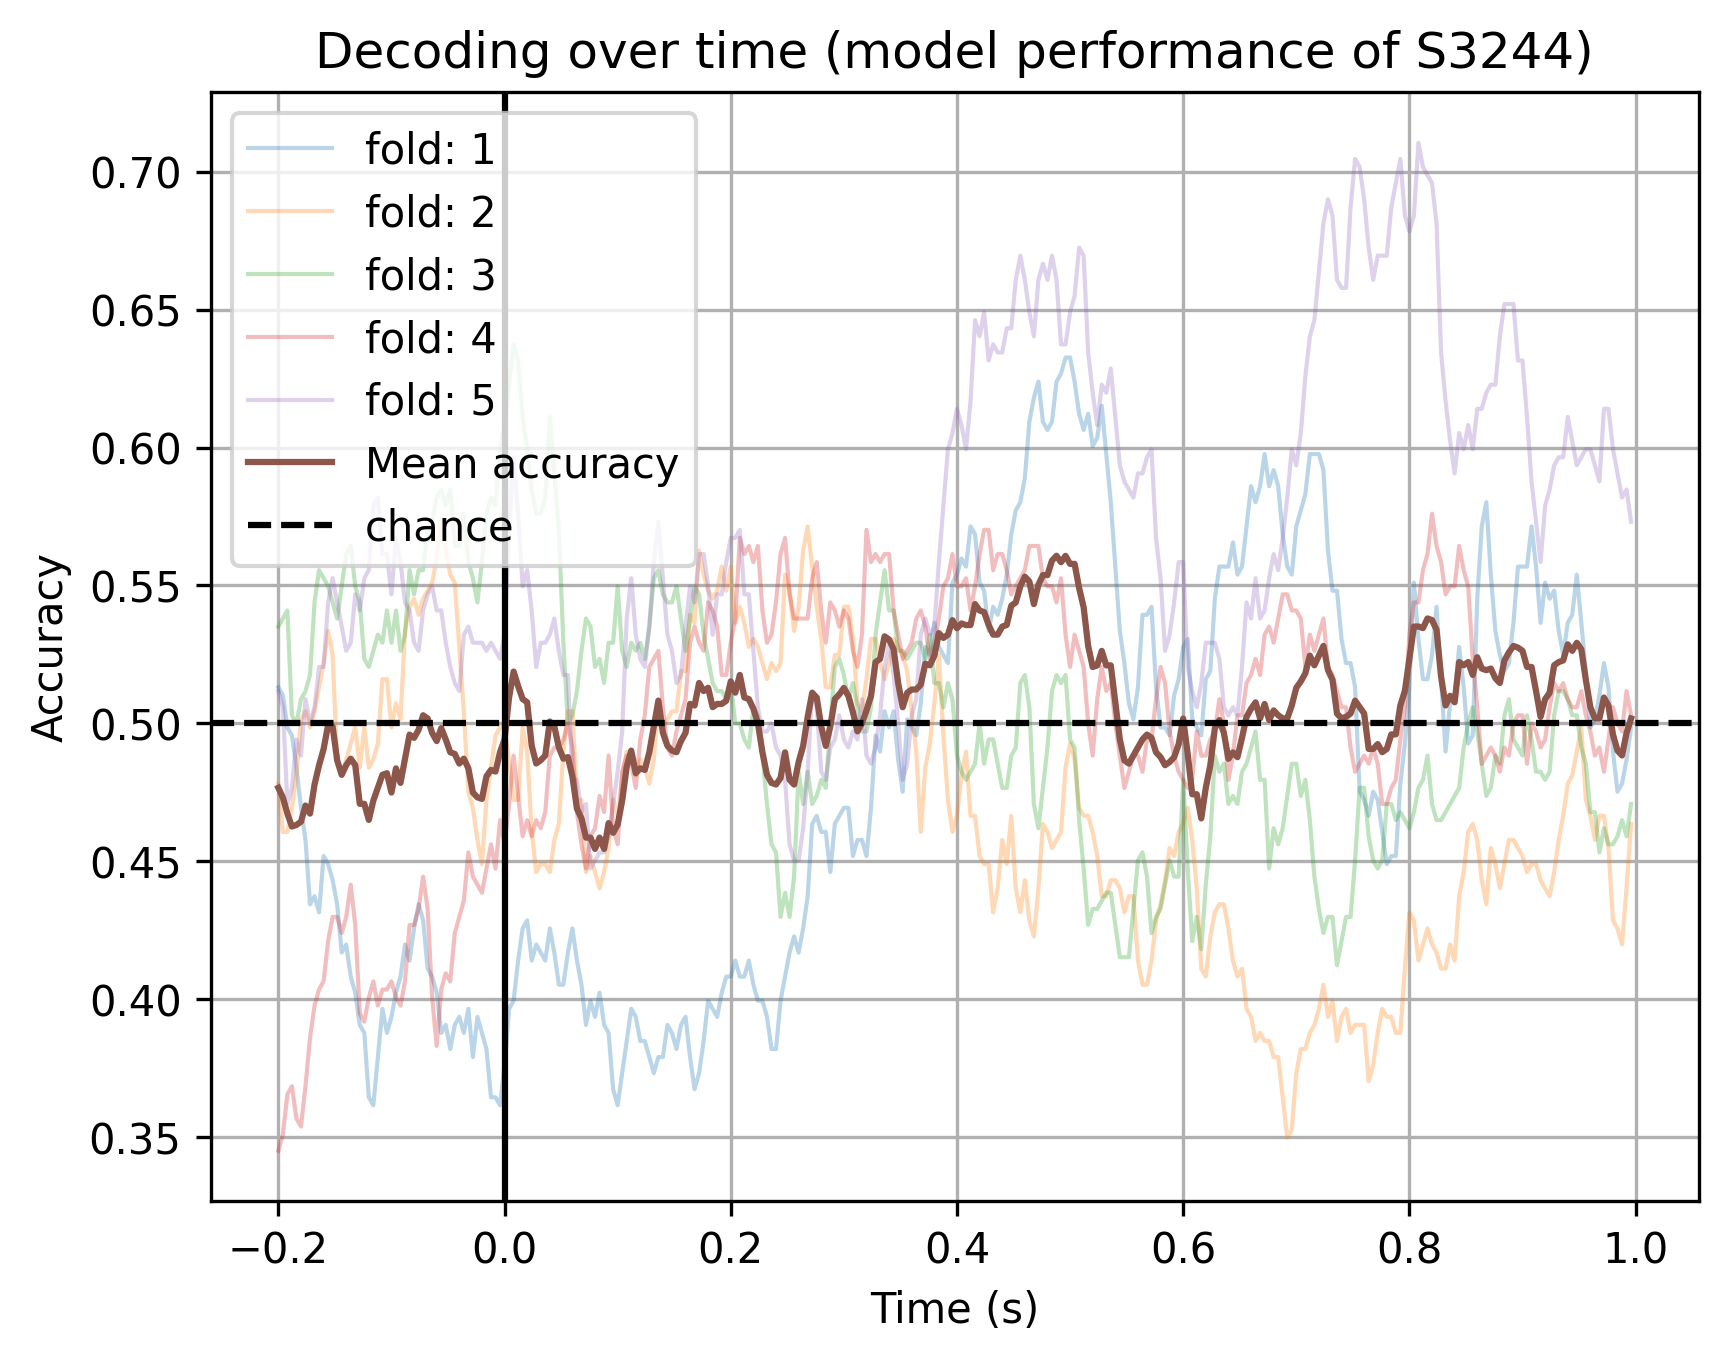 Decoding over time (model performance of S3244)
fold: 1
fold: 2
fold: 3
fold: 4
fold: 5
Mean accuracy
chance
Accuracy
0.70
0.65
0.60
0.55
0.50
0.45
0.40
0.35
−0.2 0.0 0.2 0.4 0.6 0.8 1.0
Time (s)